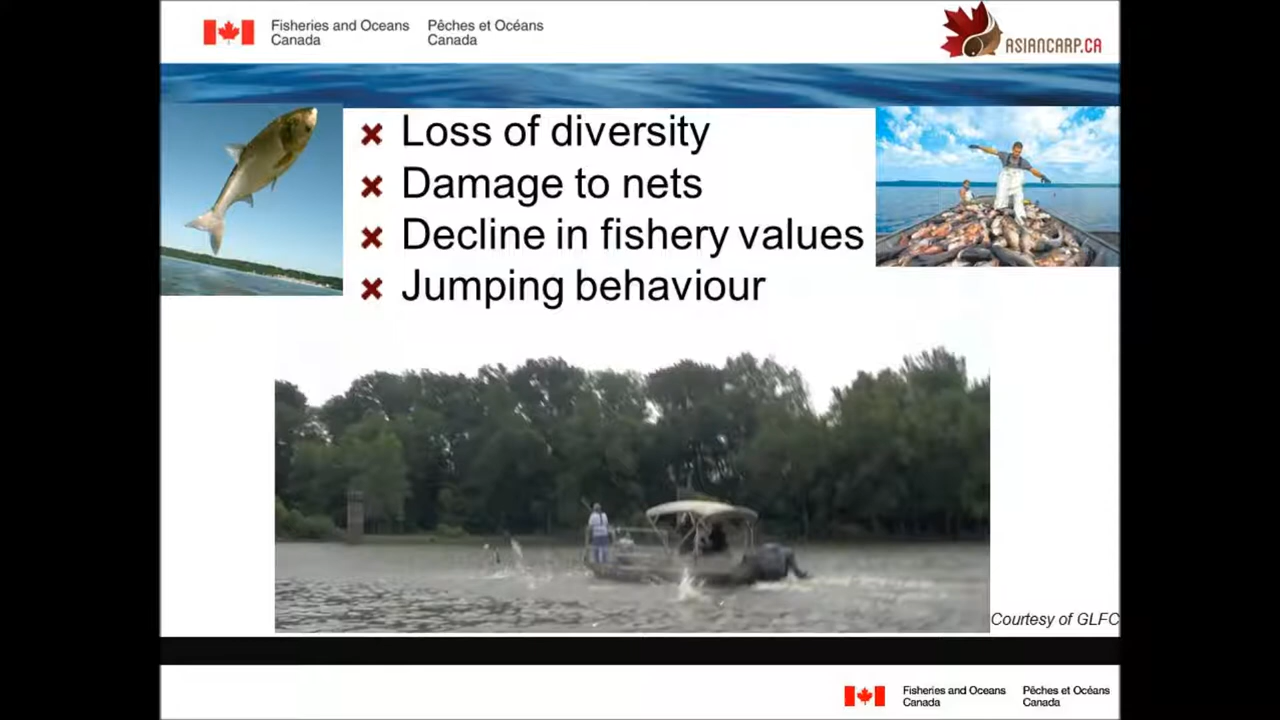 Fisheries and Oceans
Canada
Pêches et Océans
Canada
ASIANCARP.CA
Loss of diversity
Damage to nets
Decline in fishery values
Jumping behaviour
Courtesy of GLFC
Fisheries and Oceans
Canada
Pêches et Océans
Canada